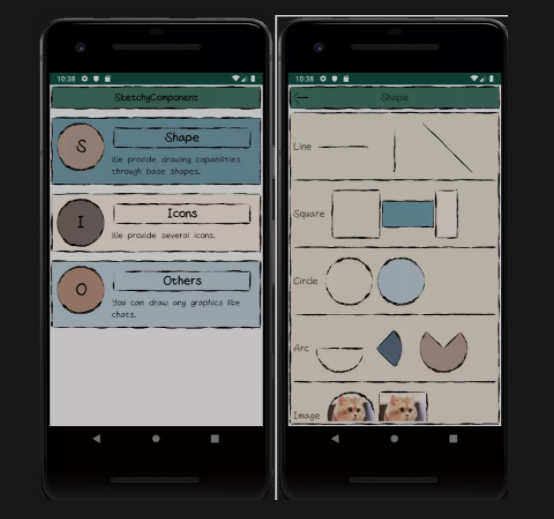 10:38
SketchyComponent
S
Shape
We provide drawing capabilities
through base shapes.
I
Icons
We provide several icons.
O
Others
You can draw any graphics like
chats.
10:38
Shape
Line
Square
Circle
Arc
Image